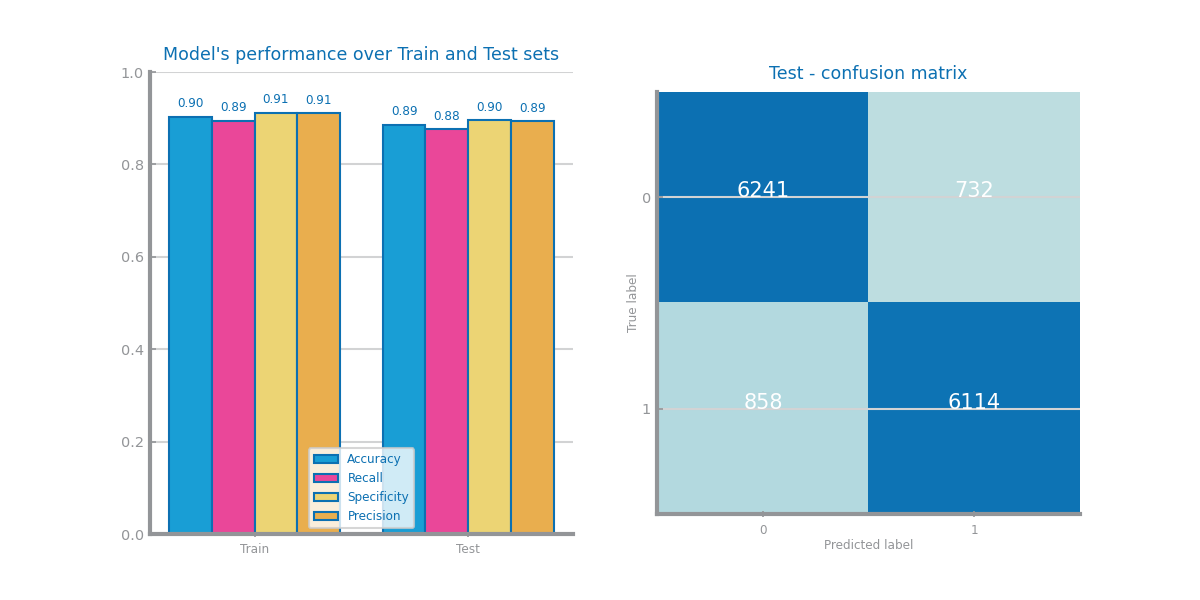 Model's performance over Train and Test sets
1.0
0.8
0.6
0.4
0.2
0.0
0.90
0.89
0.91
0.91
0.89
0.88
0.90
0.89
Accuracy
Recall
Specificity
Precision
Train
Test
Test - confusion matrix
True label
0
1
6241
732
858
6114
0
1
Predicted label